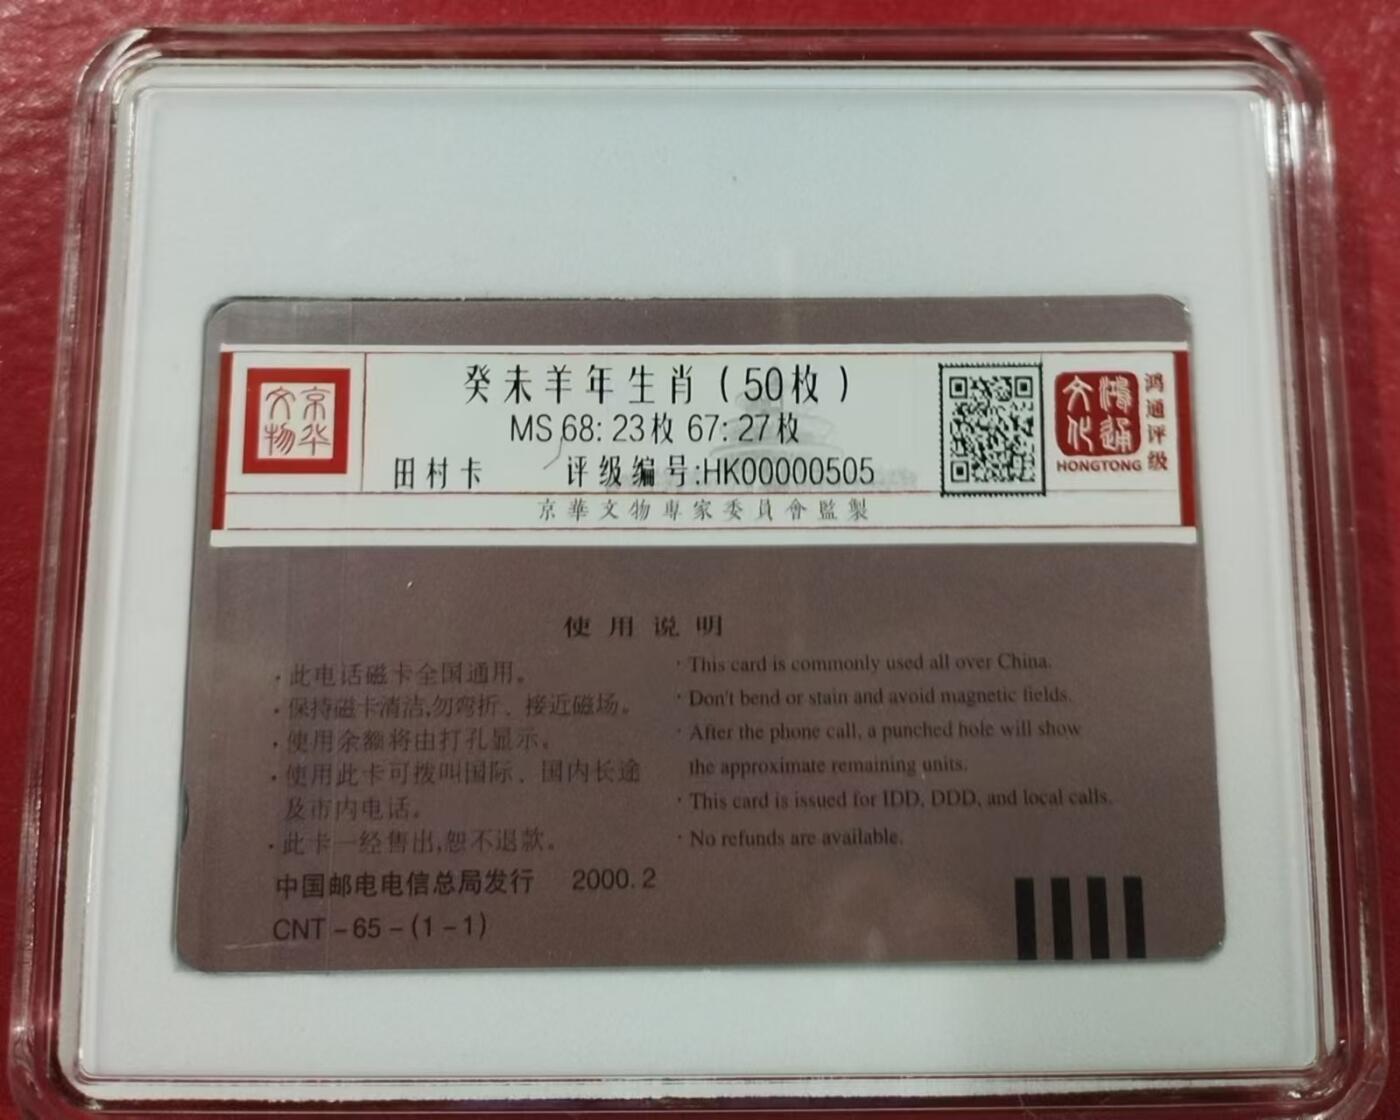 京华文物
癸未羊年生肖（50枚）
MS 68: 23枚 67: 27枚
田村卡 评级编号:HK00000505
京華文物專家委員會監製
鴻通文化
HONGTONG
鸿通评级
使用说明
·此电话磁卡全国通用。
·保持磁卡清洁,勿弯折、接近磁场。
·使用余额将由打孔显示。
·使用此卡可拨叫国际、国内长途
及市内电话。
·此卡一经售出,恕不退款。
中国邮电电信总局发行 2000.2
CNT-65-(1-1)
·This card is commonly used all over China.
·Don't bend or stain and avoid magnetic fields.
·After the phone call, a punched hole will show
the approximate remaining units.
·This card is issued for IDD, DDD, and local calls.
·No refunds are available.